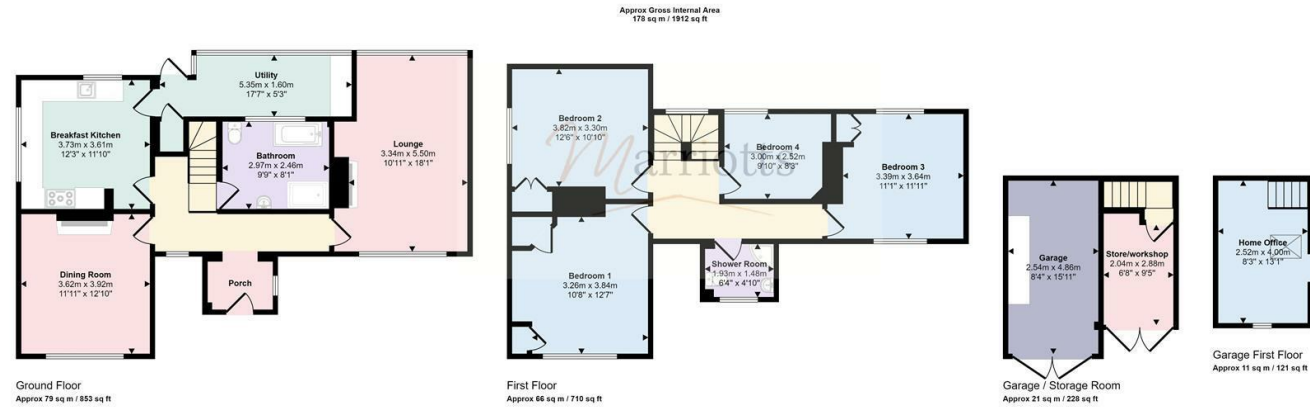 Approx Gross Internal Area
178 sq m / 1912 sq ft
Utility
5.35m x 1.60m
17'7" x 5'3"
Breakfast Kitchen
3.73m x 3.61m
12'3" x 11'10"
Bathroom
2.97m x 2.46m
9'9" x 8'1"
Lounge
3.34m x 5.50m
10'11" x 18'1"
Dining Room
3.62m x 3.92m
11'11" x 12'10"
Porch
Ground Floor
Approx 79 sq m / 853 sq ft
Bedroom 2
3.82m x 3.30m
12'6" x 10'10"
Bedroom 4
3.00m x 2.52m
9'10" x 8'3"
Bedroom 3
3.39m x 3.64m
11'1" x 11'11"
Marriotts
Bedroom 1
3.26m x 3.84m
10'8" x 12'7"
Shower Room
1.93m x 1.48m
6'4" x 4'10"
First Floor
Approx 66 sq m / 710 sq ft
Garage
2.54m x 4.86m
8'4" x 15'11"
Store/workshop
2.04m x 2.88m
6'8" x 9'5"
Garage / Storage Room
Approx 21 sq m / 228 sq ft
Home Office
2.52m x 4.00m
8'3" x 13'1"
Garage First Floor
Approx 11 sq m / 121 sq ft